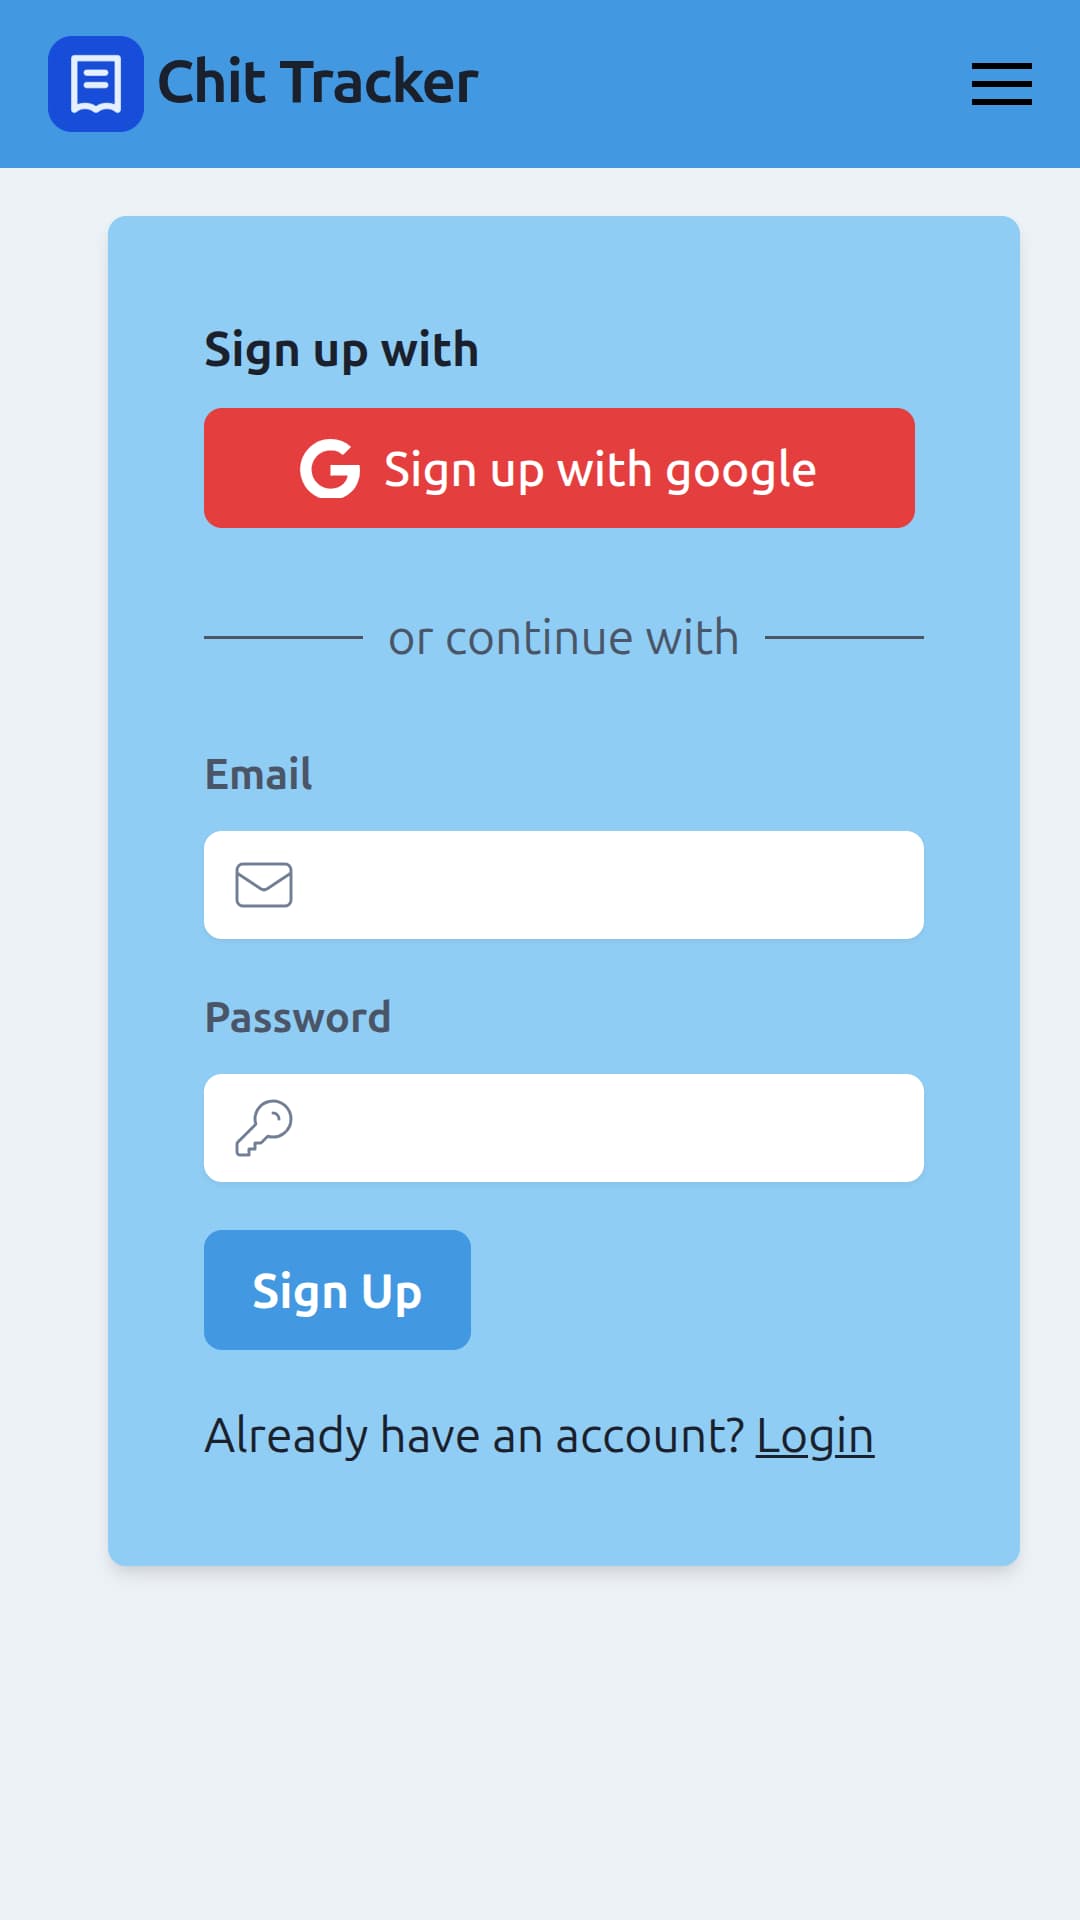 Chit Tracker
Sign up with
Sign up with google
or continue with
Email
Password
Sign Up
Already have an account? Login